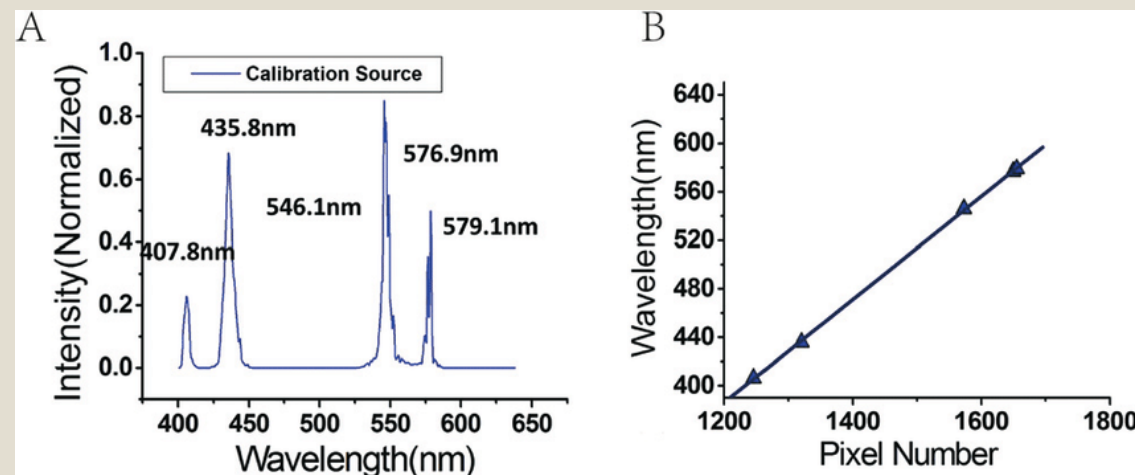 A
Intensity(Normalized)
1.0
0.8
0.6
0.4
0.2
0.0
Calibration Source
435.8nm
576.9nm
546.1nm
579.1nm
407.8nm
400 450 500 550 600 650
Wavelength(nm)
B
Wavelength(nm)
640
600
560
520
480
440
400
1200 1400 1600 1800
Pixel Number